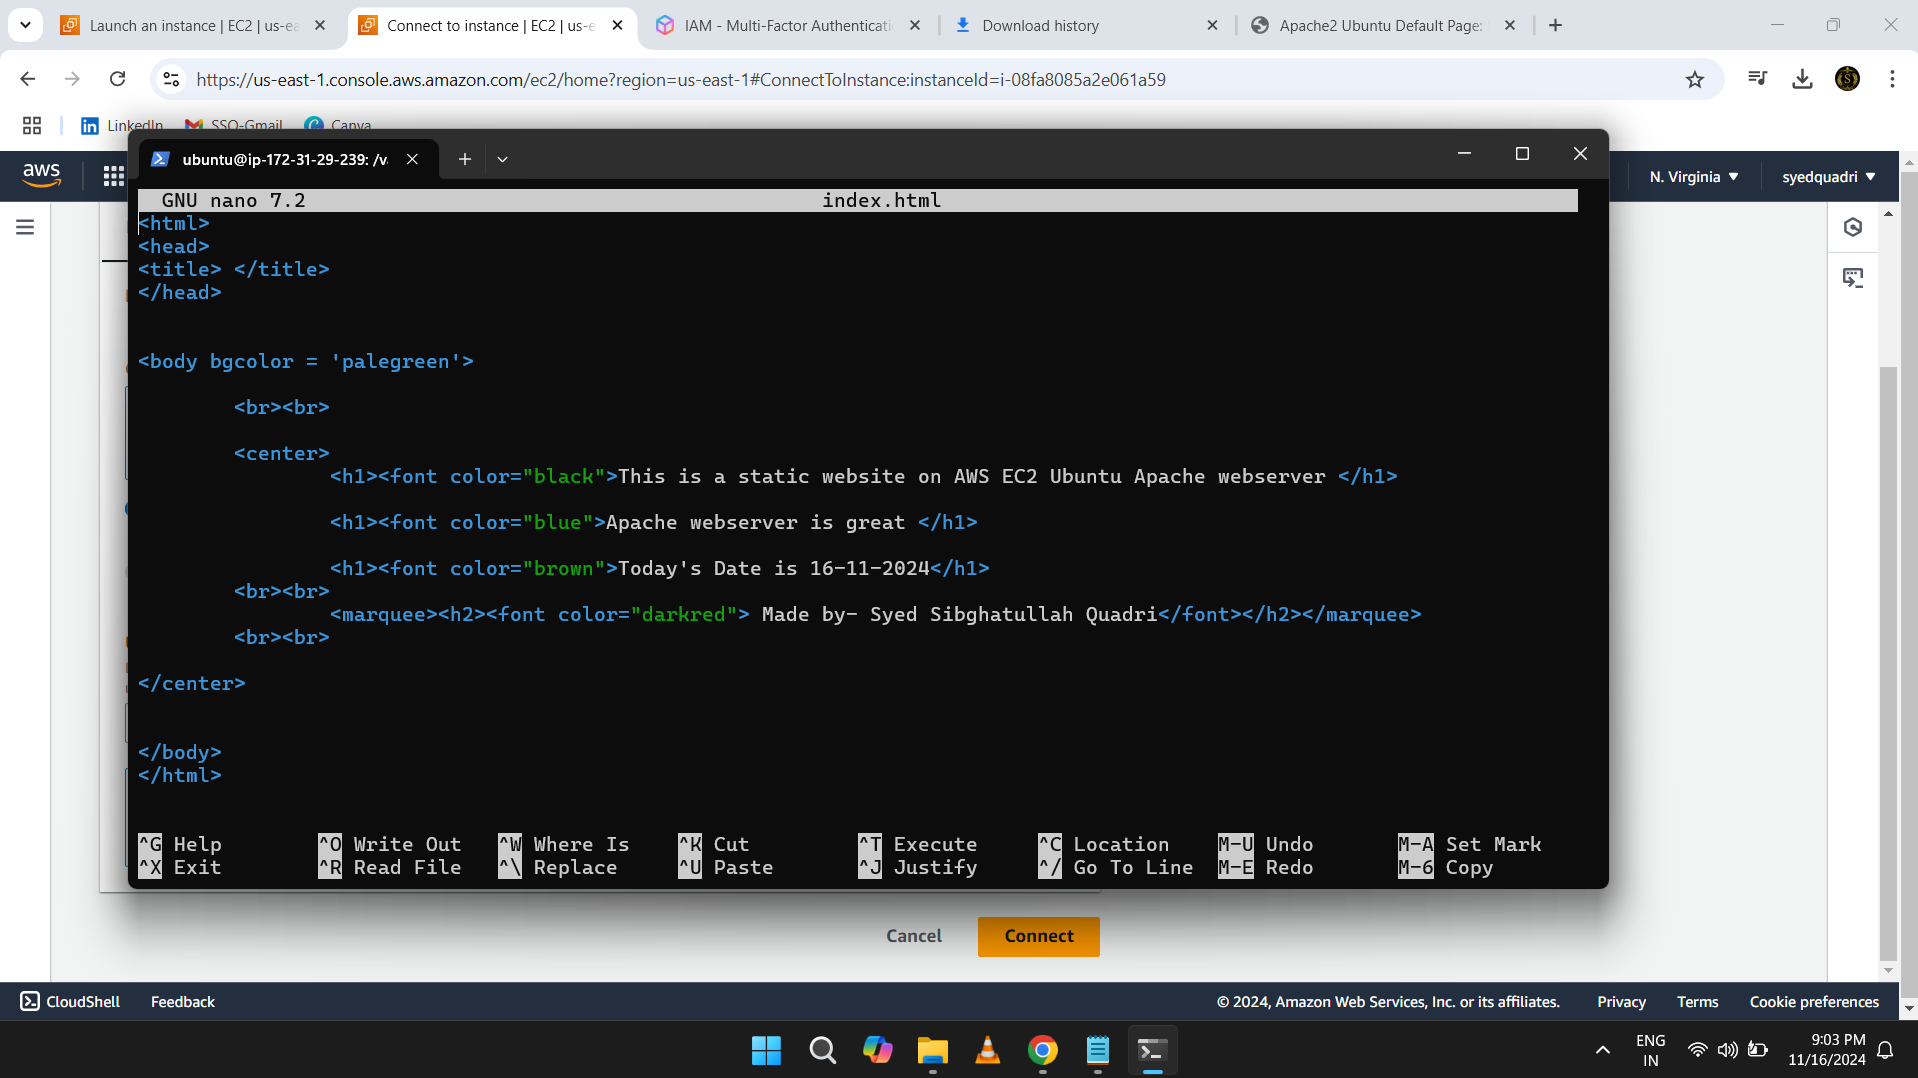 Launch an instance | EC2 | us-ea
Connect to instance | EC2 | us-e
IAM - Multi-Factor Authenticati
Download history
Apache2 Ubuntu Default Page:
https://us-east-1.console.aws.amazon.com/ec2/home?region=us-east-1#ConnectToInstance:instanceId=i-08fa8085a2e061a59
LinkedIn
SSQ-Gmail
Canva
aws
N. Virginia
syedquadri
ubuntu@ip-172-31-29-239: /v
GNU nano 7.2 index.html
<html>
<head>
<title> </title>
</head>
<body bgcolor = 'palegreen'>
<br><br>
<center>
<h1><font color="black">This is a static website on AWS EC2 Ubuntu Apache webserver </h1>
<h1><font color="blue">Apache webserver is great </h1>
<h1><font color="brown">Today's Date is 16-11-2024</h1>
<br><br>
<marquee><h2><font color="darkred"> Made by- Syed Sibghatullah Quadri</font></h2></marquee>
<br><br>
</center>
</body>
</html>
^G Help ^O Write Out ^W Where Is ^K Cut ^T Execute ^C Location M-U Undo M-A Set Mark
^X Exit ^R Read File ^\ Replace ^U Paste ^J Justify ^/ Go To Line M-E Redo M-6 Copy
Cancel
Connect
CloudShell
Feedback
© 2024, Amazon Web Services, Inc. or its affiliates.
Privacy
Terms
Cookie preferences
ENG
IN
9:03 PM
11/16/2024